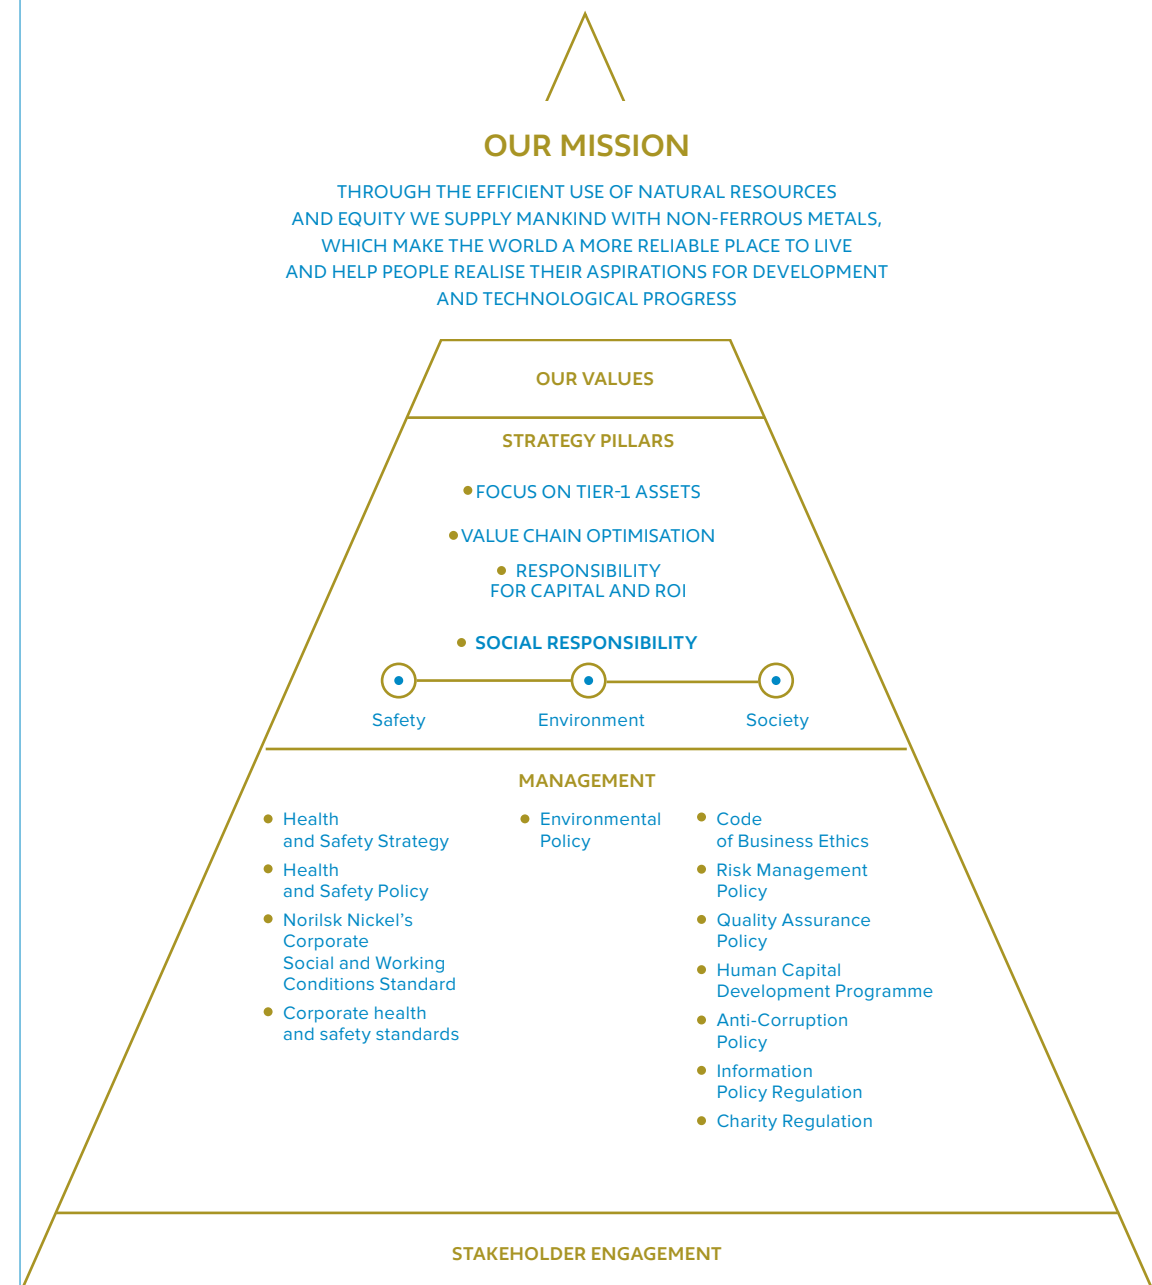 OUR MISSION
THROUGH THE EFFICIENT USE OF NATURAL RESOURCES
AND EQUITY WE SUPPLY MANKIND WITH NON-FERROUS METALS,
WHICH MAKE THE WORLD A MORE RELIABLE PLACE TO LIVE
AND HELP PEOPLE REALISE THEIR ASPIRATIONS FOR DEVELOPMENT
AND TECHNOLOGICAL PROGRESS
OUR VALUES
STRATEGY PILLARS
• FOCUS ON TIER-1 ASSETS
• VALUE CHAIN OPTIMISATION
• RESPONSIBILITY
FOR CAPITAL AND ROI
• SOCIAL RESPONSIBILITY
Safety
Environment
Society
MANAGEMENT
• Health
and Safety Strategy
• Health
and Safety Policy
• Norilsk Nickel’s
Corporate
Social and Working
Conditions Standard
• Corporate health
and safety standards
• Environmental
Policy
• Code
of Business Ethics
• Risk Management
Policy
• Quality Assurance
Policy
• Human Capital
Development Programme
• Anti-Corruption
Policy
• Information
Policy Regulation
• Charity Regulation
STAKEHOLDER ENGAGEMENT